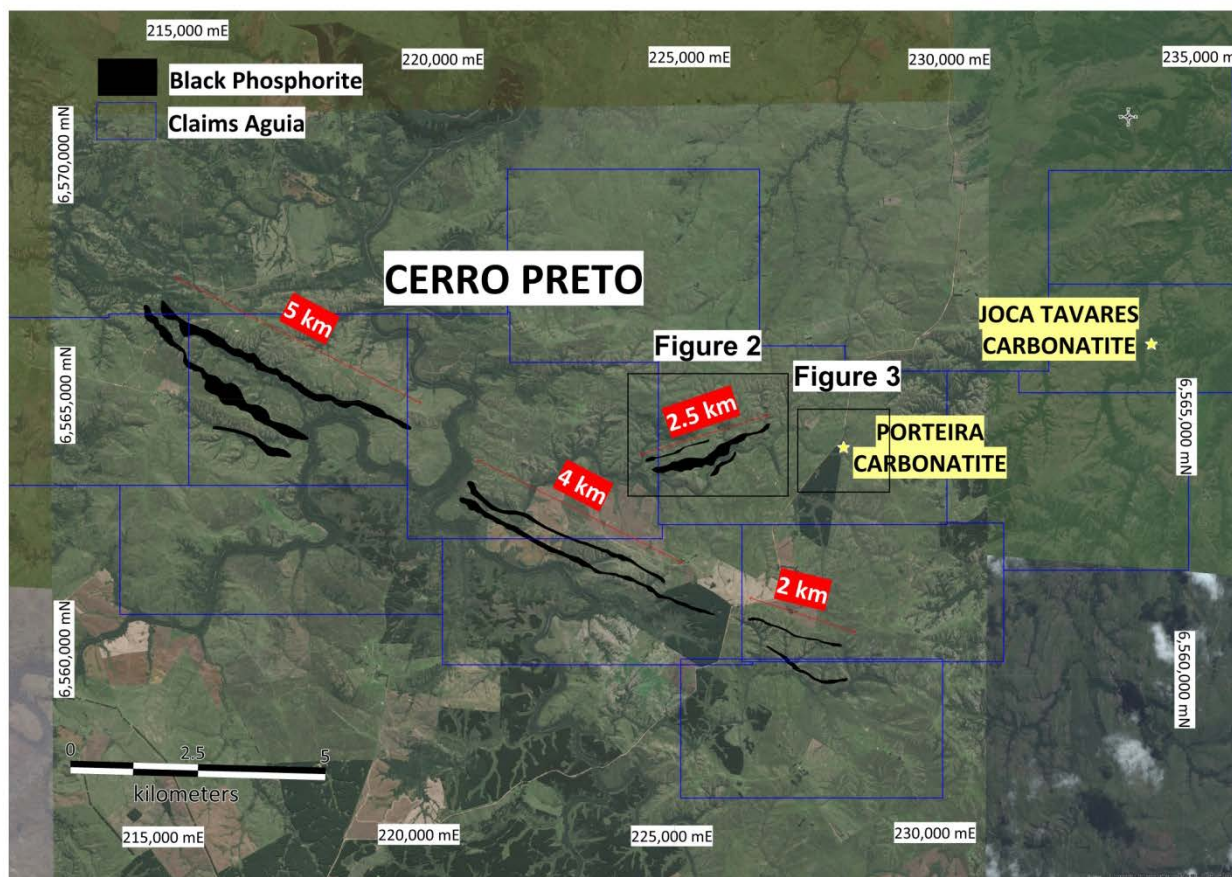 215,000 mE
220,000 mE
225,000 mE
230,000 mE
235,000 m
Black Phosphorite
Claims Aguia
6,570,000 mN
CERRO PRETO
5 km
JOCA TAVARES
CARBONATITE
Figure 2
Figure 3
2.5 km
6,565,000 mN
6,565,000 mN
PORTEIRA
CARBONATITE
4 km
2 km
6,560,000 mN
6,560,000 mN
0
2.5
5
kilometers
215,000 mE
220,000 mE
225,000 mE
230,000 mE